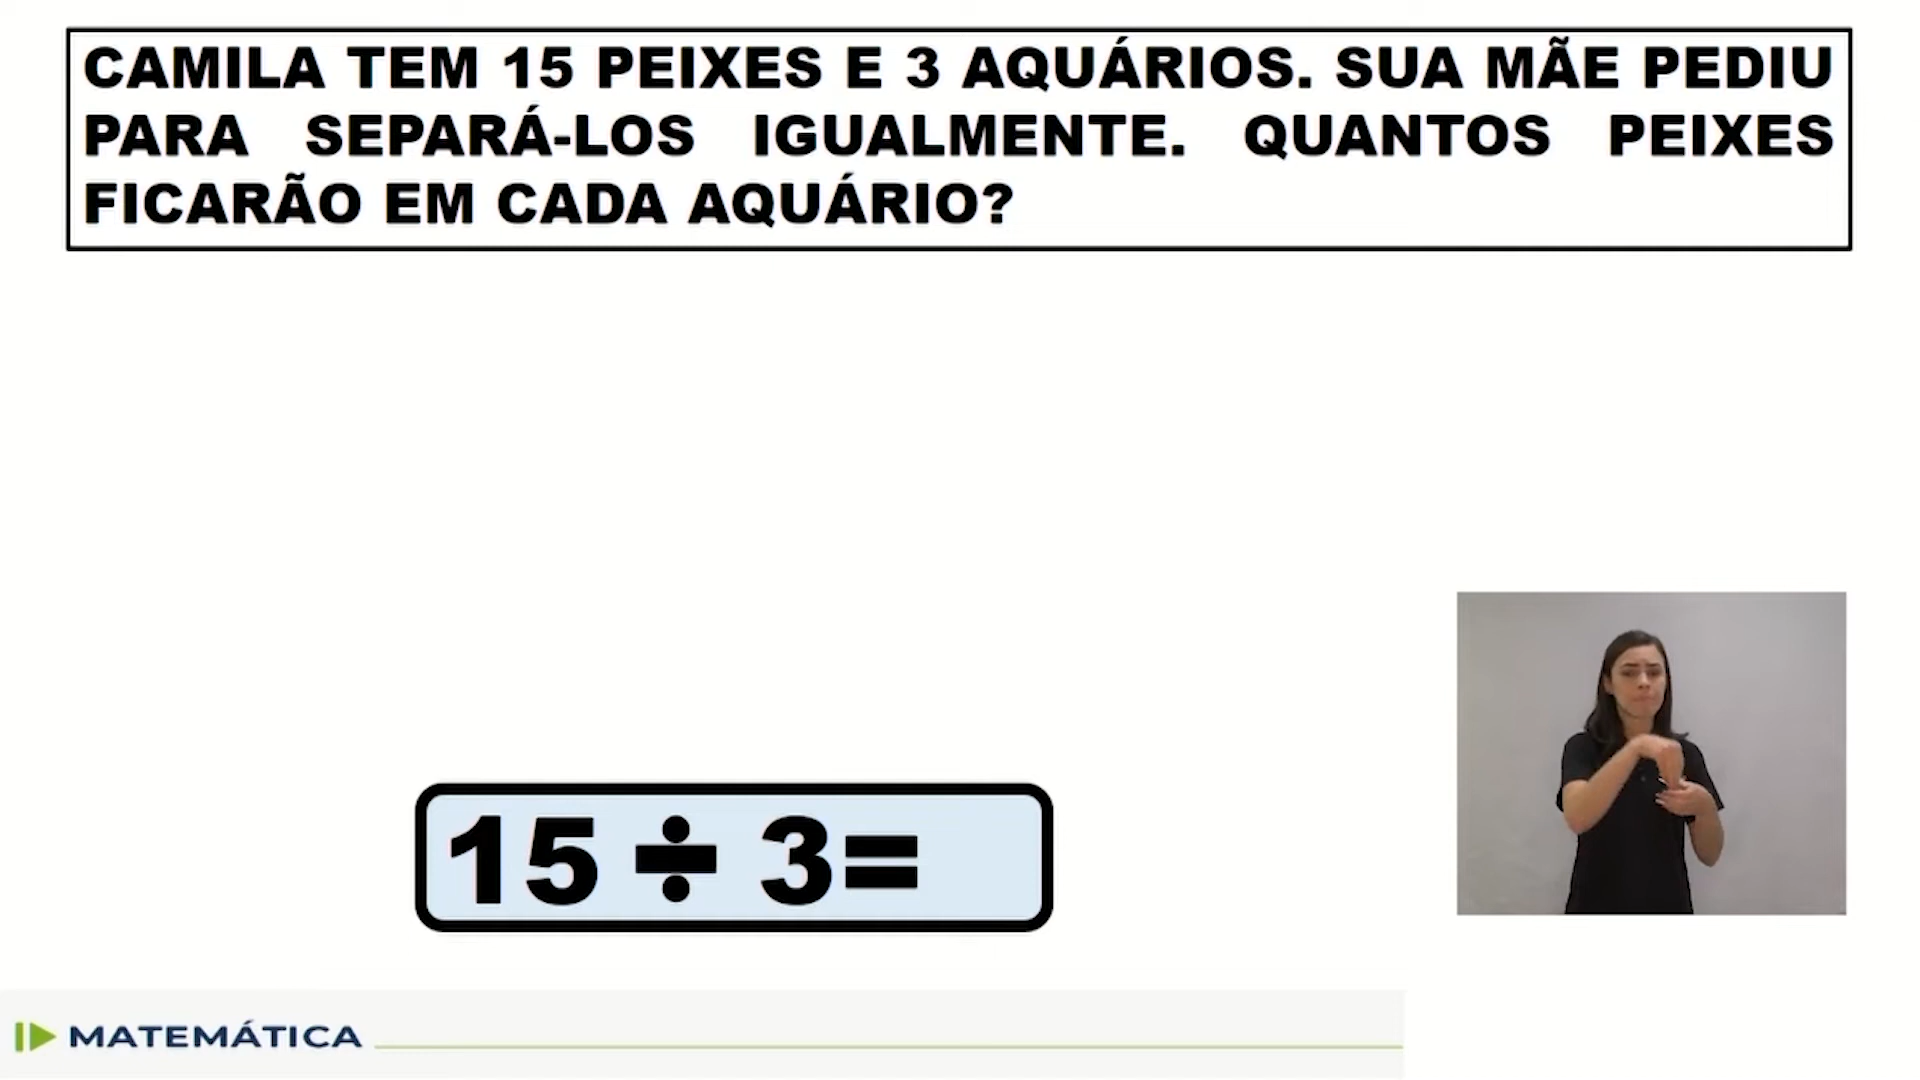 CAMILA TEM 15 PEIXES E 3 AQUÁRIOS. SUA MÃE PEDIU
PARA SEPARÁ-LOS IGUALMENTE. QUANTOS PEIXES
FICARÃO EM CADA AQUÁRIO?
15 ÷ 3=
MATEMÁTICA